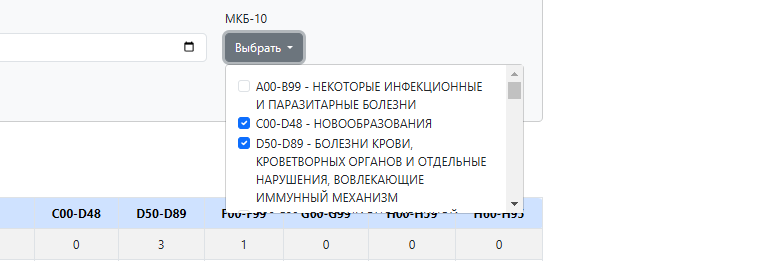 МКБ-10
Выбрать
A00-B99 - НЕКОТОРЫЕ ИНФЕКЦИОННЫЕ
И ПАРАЗИТАРНЫЕ БОЛЕЗНИ
C00-D48 - НОВООБРАЗОВАНИЯ
D50-D89 - БОЛЕЗНИ КРОВИ,
КРОВЕТВОРНЫХ ОРГАНОВ И ОТДЕЛЬНЫЕ
НАРУШЕНИЯ, ВОВЛЕКАЮЩИЕ
ИММУННЫЙ МЕХАНИЗМ
C00-D48 D50-D89 F00-F99 G00-G99 H00-H59 H60-H95
0 3 1 0 0 0